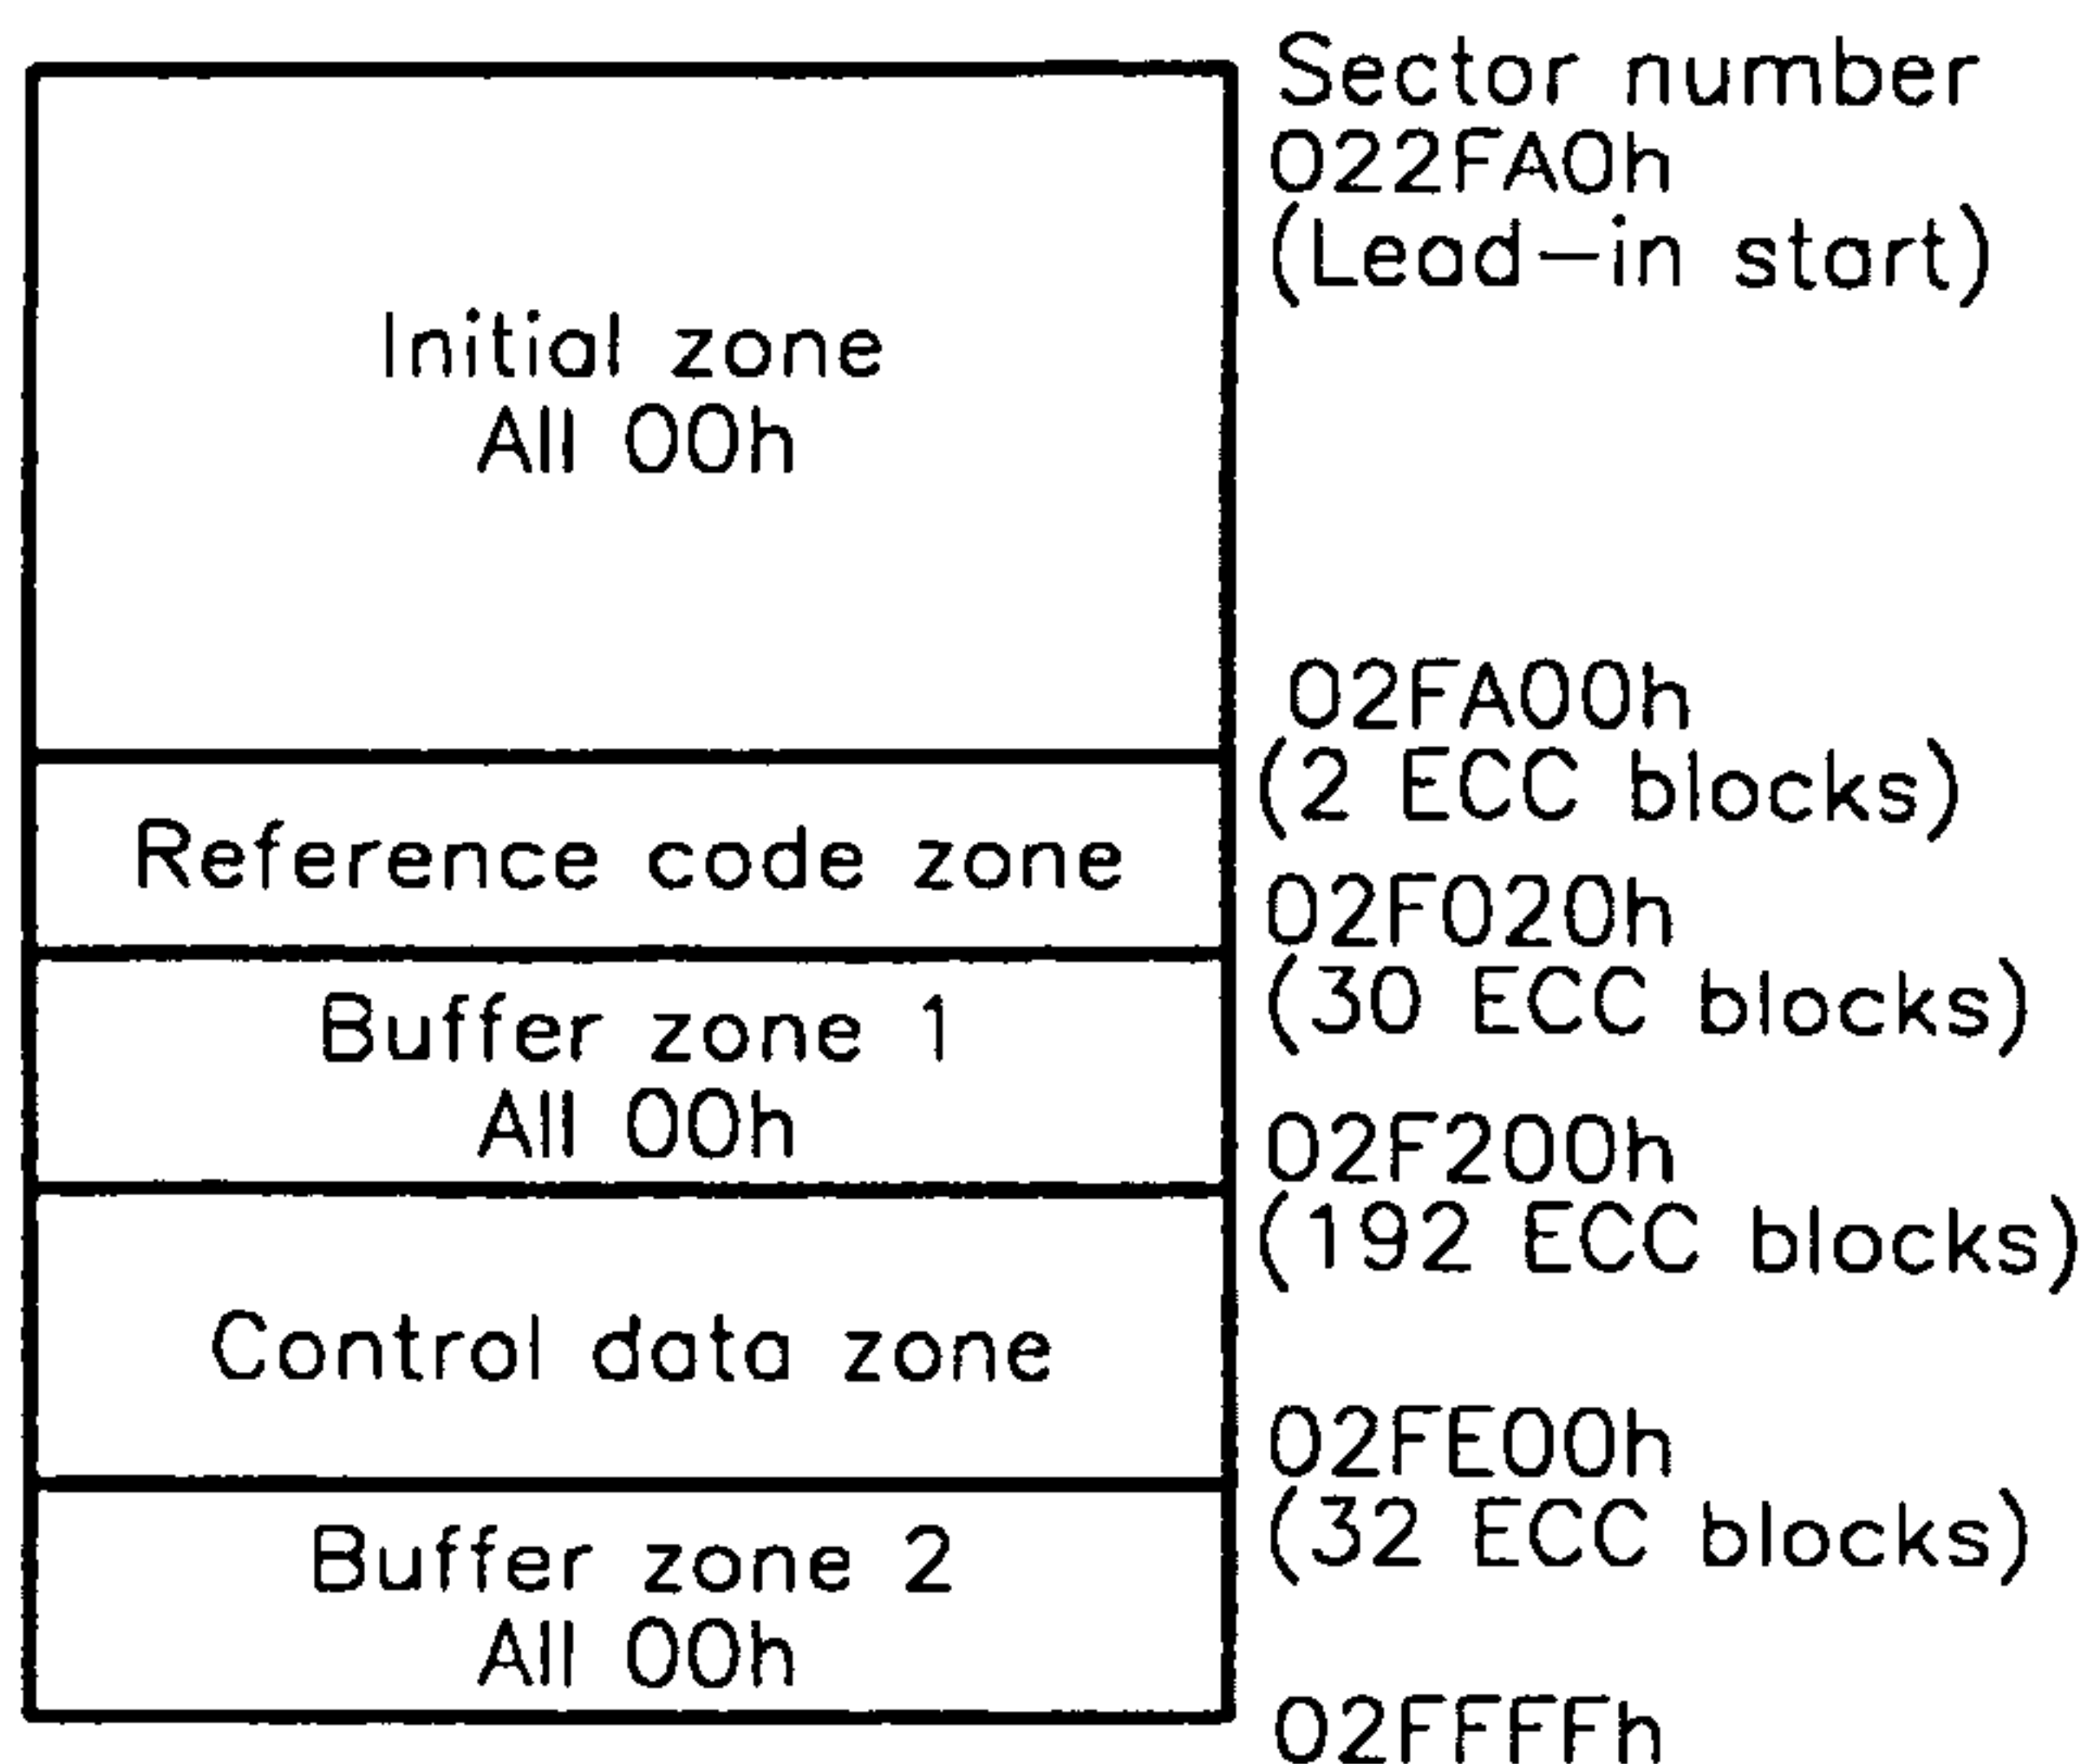 Sector number
022FA0h
(Lead-in start)
Initial zone
All 00h
02FA00h
(2 ECC blocks)
Reference code zone
02F020h
(30 ECC blocks)
Buffer zone 1
All 00h
02F200h
(192 ECC blocks)
Control data zone
02FE00h
(32 ECC blocks)
Buffer zone 2
All 00h
02FFFFh